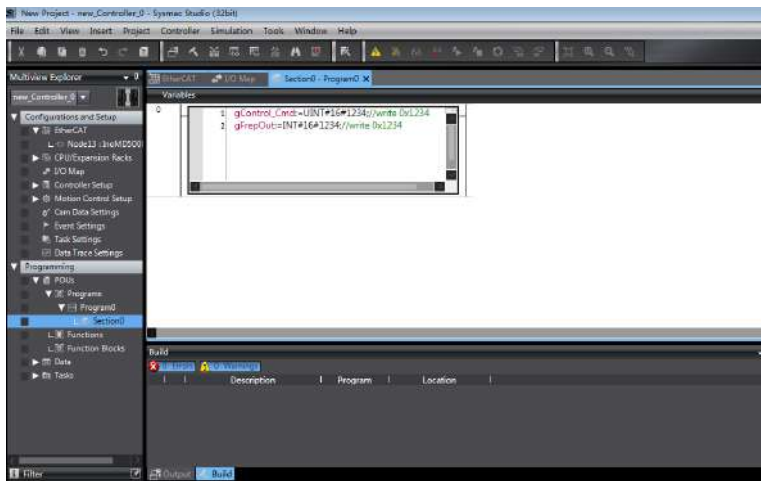 New Project - new_Controller_0 - Sysmac Studio (32bit)
File Edit View Insert Project Controller Simulation Tools Window Help
Multiview Explorer
EtherCAT I/O Map Section0 - Program0 X
new_Controller_0
Variables
Configurations and Setup
EtherCAT
CPU/Expansion Racks
I/O Map
Controller Setup
Motion Control Setup
Cam Data Settings
Event Settings
Task Settings
Data Trace Settings
Programming
POUs
Programs
Program0
Section0
Functions
Function Blocks
Data
Tasks
Filter
0
1 gControl_Cmd:=UINT#16#1234;//write 0x1234
2 gFrepOut:=INT#16#1234;//write 0x1234
Build
0 Errors 0 Warnings
Description Program Location
Output Build